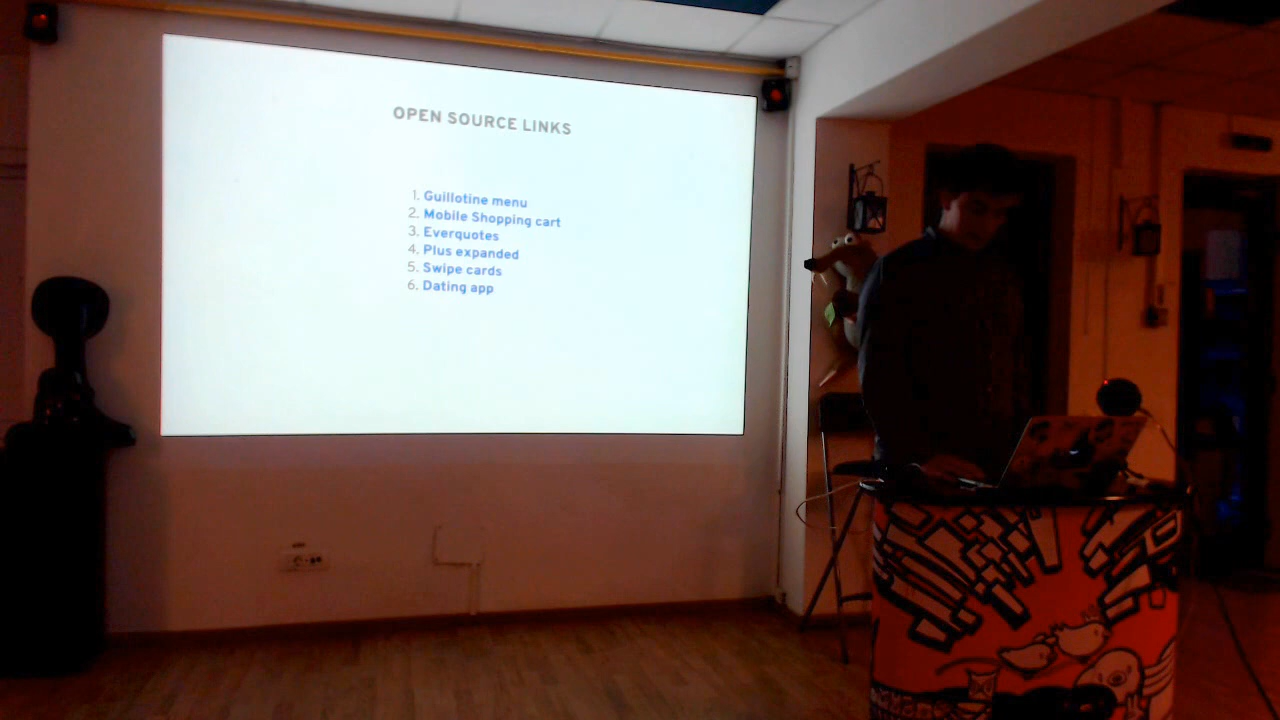 OPEN SOURCE LINKS
1. Guillotine menu
2. Mobile Shopping cart
3. Everquotes
4. Plus expanded
5. Swipe cards
6. Dating app